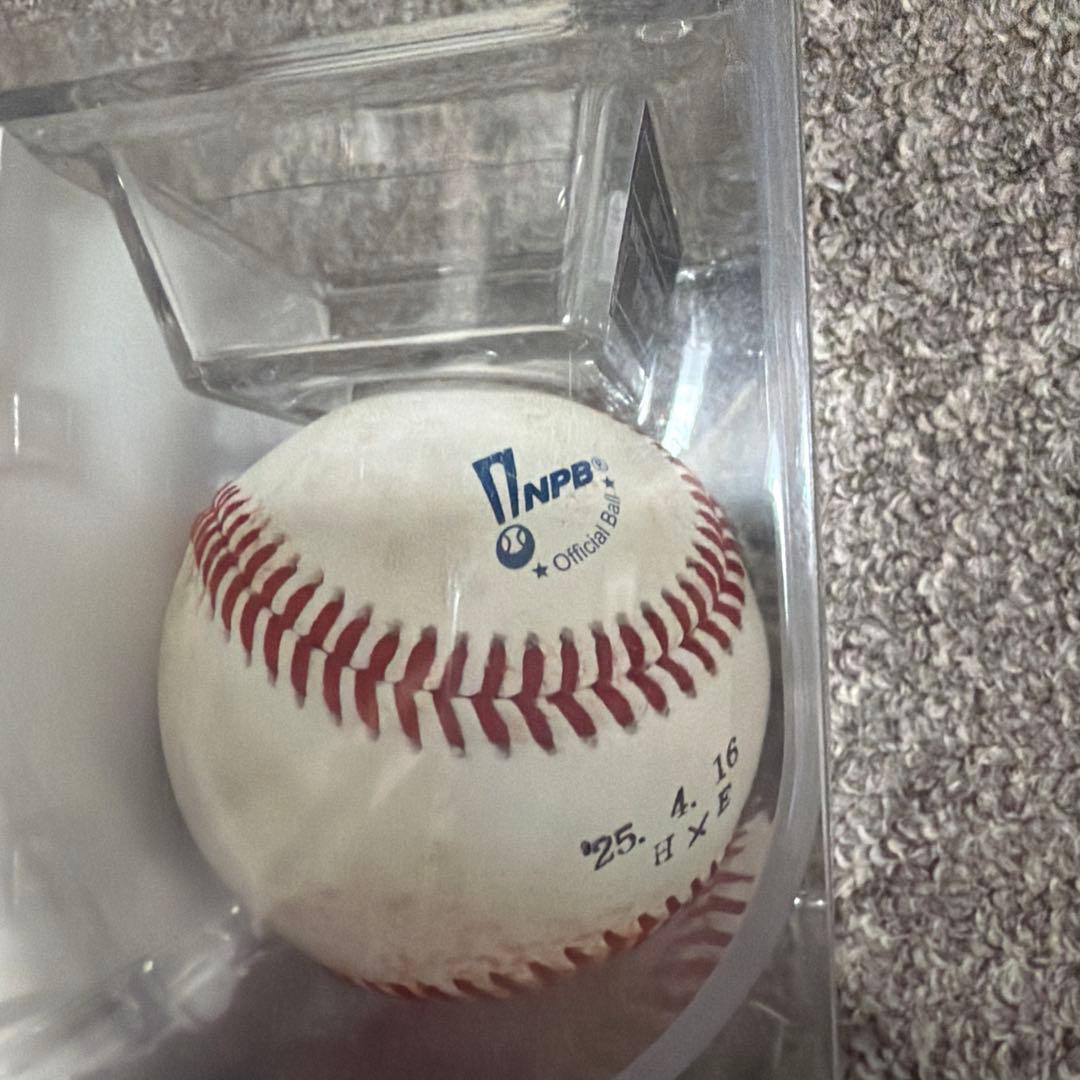 NPB®
★ Official Ball ★
'25. 4. 16
H × E